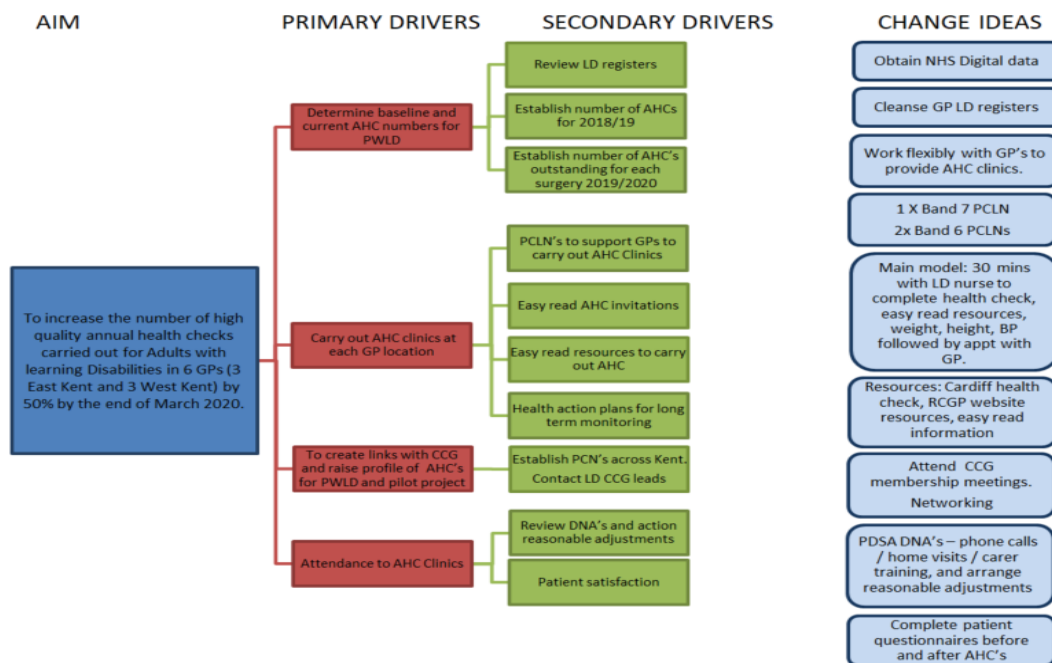 AIM
PRIMARY DRIVERS
SECONDARY DRIVERS
CHANGE IDEAS
To increase the number of high
quality annual health checks
carried out for Adults with
learning Disabilities in 6 GPs (3
East Kent and 3 West Kent) by
50% by the end of March 2020.
Determine baseline and
current AHC numbers for
PWLD
Carry out AHC clinics at
each GP location
To create links with CCG
and raise profile of AHC's
for PWLD and pilot project
Attendance to AHC Clinics
Review LD registers
Establish number of AHCs
for 2018/19
Establish number of AHC's
outstanding for each
surgery 2019/2020
PCLN's to support GPs to
carry out AHC Clinics
Easy read AHC invitations
Easy read resources to carry
out AHC
Health action plans for long
term monitoring
Establish PCN's across Kent.
Contact LD CCG leads
Review DNA's and action
reasonable adjustments
Patient satisfaction
Obtain NHS Digital data
Cleanse GP LD registers
Work flexibly with GP's to
provide AHC clinics.
1 X Band 7 PCLN
2x Band 6 PCLNs
Main model: 30 mins
with LD nurse to
complete health check,
easy read resources,
weight, height, BP
followed by appt with
GP.
Resources: Cardiff health
check, RCGP website
resources, easy read
information
Attend CCG
membership meetings.
Networking
PDSA DNA's – phone calls
/ home visits / carer
training, and arrange
reasonable adjustments
Complete patient
questionnaires before
and after AHC's